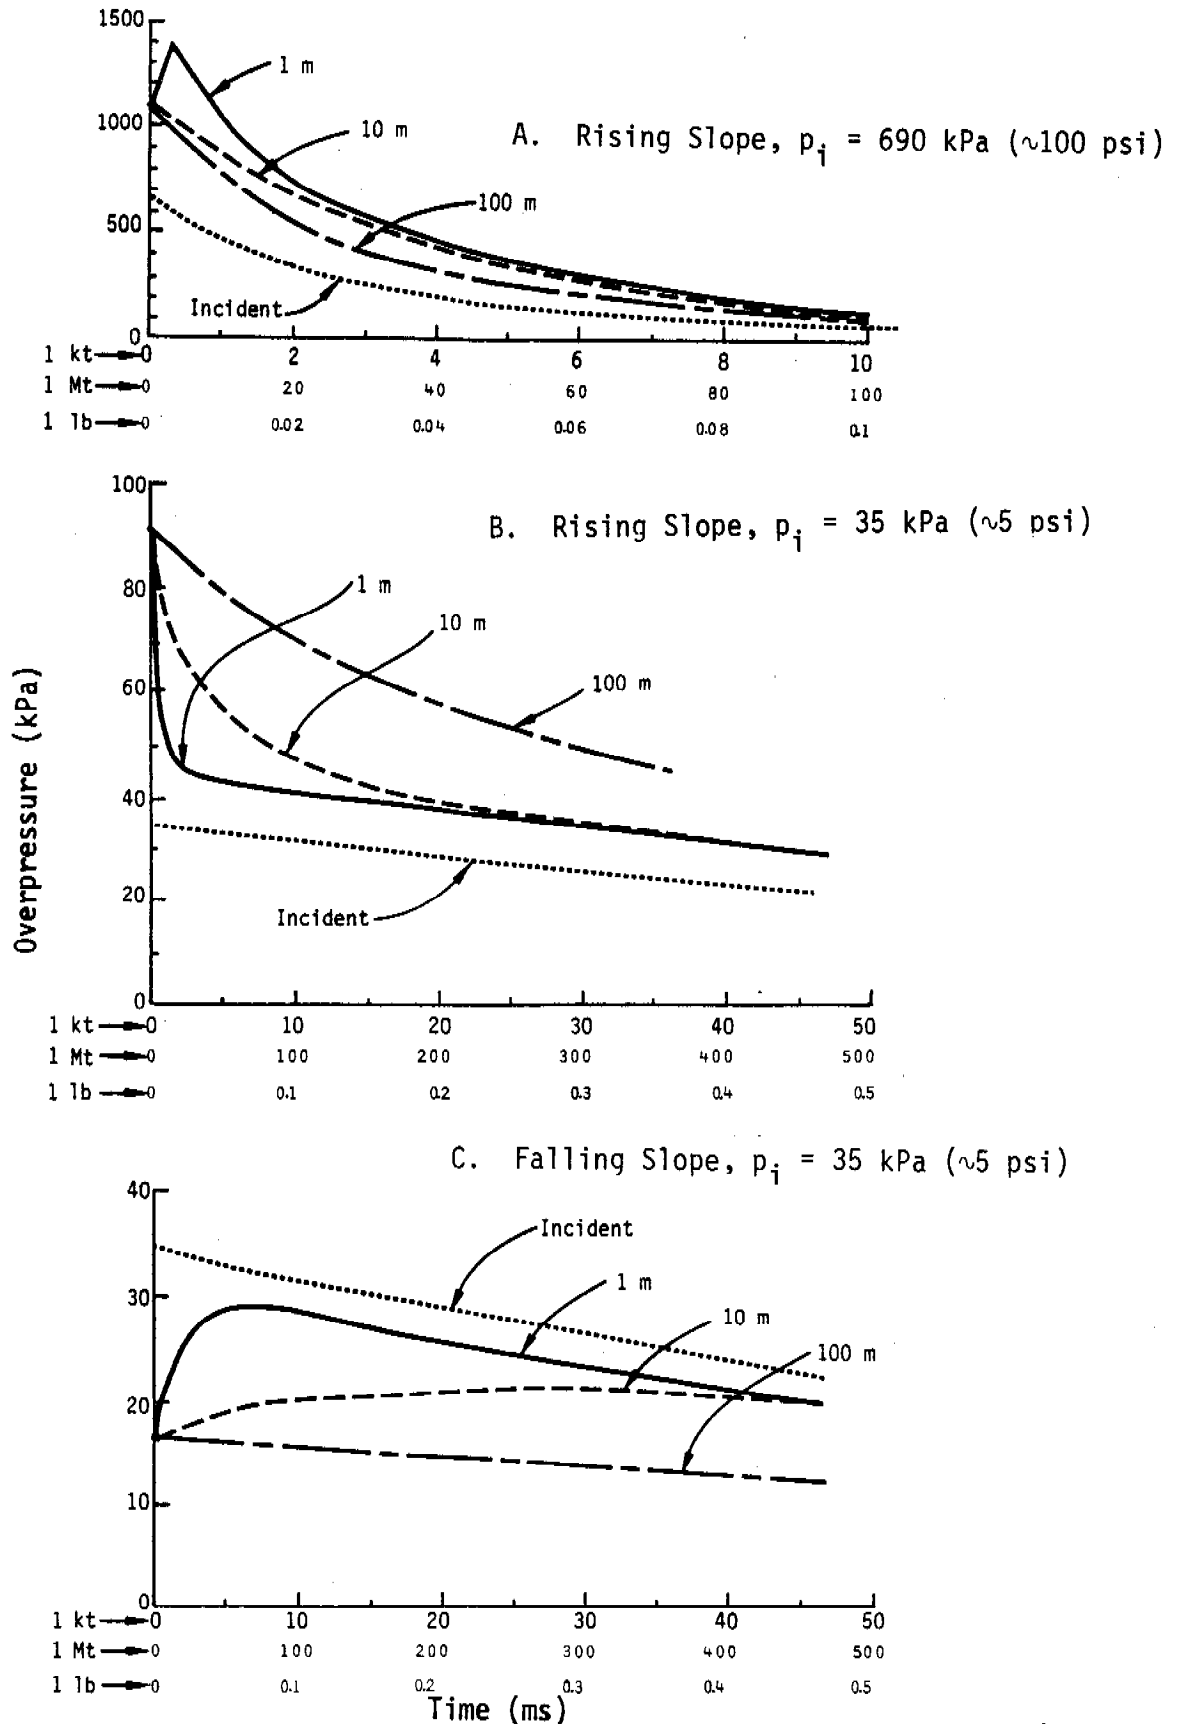 1500
1 m
10 m
A. Rising Slope, pi = 690 kPa (~100 psi)
1000
100 m
500
Incident
0
1 kt 0 2 4 6 8 10
1 Mt 0 20 40 60 80 100
1 lb 0 0.02 0.04 0.06 0.08 0.1
100
B. Rising Slope, pi = 35 kPa (~5 psi)
80
1 m
10 m
60
100 m
40
20
Incident
0
Overpressure (kPa)
1 kt 0 10 20 30 40 50
1 Mt 0 100 200 300 400 500
1 lb 0 0.1 0.2 0.3 0.4 0.5
C. Falling Slope, pi = 35 kPa (~5 psi)
40
Incident
30
1 m
10 m
100 m
20
10
0
1 kt 0 10 20 30 40 50
1 Mt 0 100 200 300 400 500
1 lb 0 0.1 0.2 0.3 0.4 0.5
Time (ms)